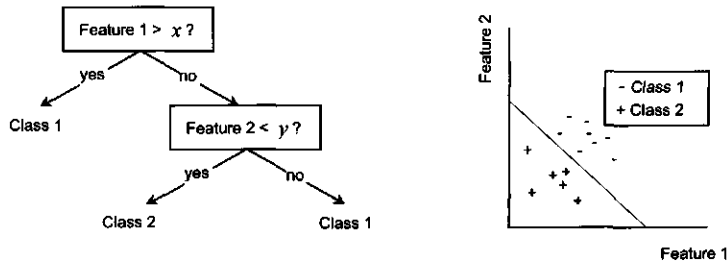 Feature 1 > x ?
yes
no
Class 1
Feature 2 < y ?
yes
no
Class 2
Class 1
Feature 2
- Class 1
+ Class 2
Feature 1